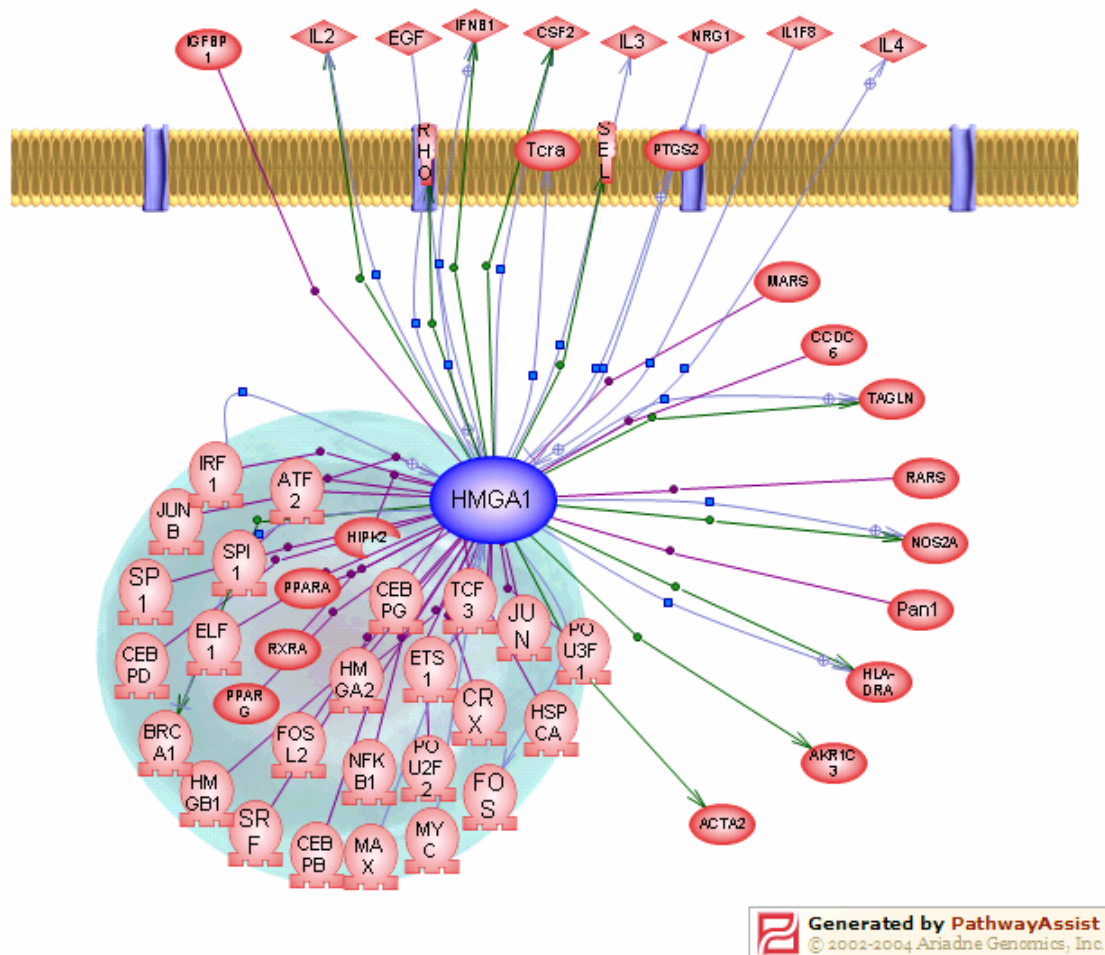 IGFBP
1
IL2
EGF
IFNB1
CSF2
IL3
NRG1
IL1F8
IL4
R
H
O
Tcra
S
E
L
PTGS2
MARS
CCDC
6
TAGLN
IRF
1
ATF
2
HMGA1
RARS
JUN
B
HIPK2
NOS2A
SPI
1
SP
1
PPARA
CEB
PG
TCF
3
JU
N
Pan1
ELF
1
PO
U3F
1
CEB
PD
RXRA
HM
GA2
ETS
1
HLA-
DRA
PPAR
G
CR
X
HSP
CA
BRC
A1
FOS
L2
NFK
B1
PO
U2F
2
AKR1C
3
HM
GB1
FO
S
SR
F
CEB
PB
MA
X
MY
C
ACTA2
Generated by PathwayAssist
© 2002-2004 Ariadne Genomics, Inc.